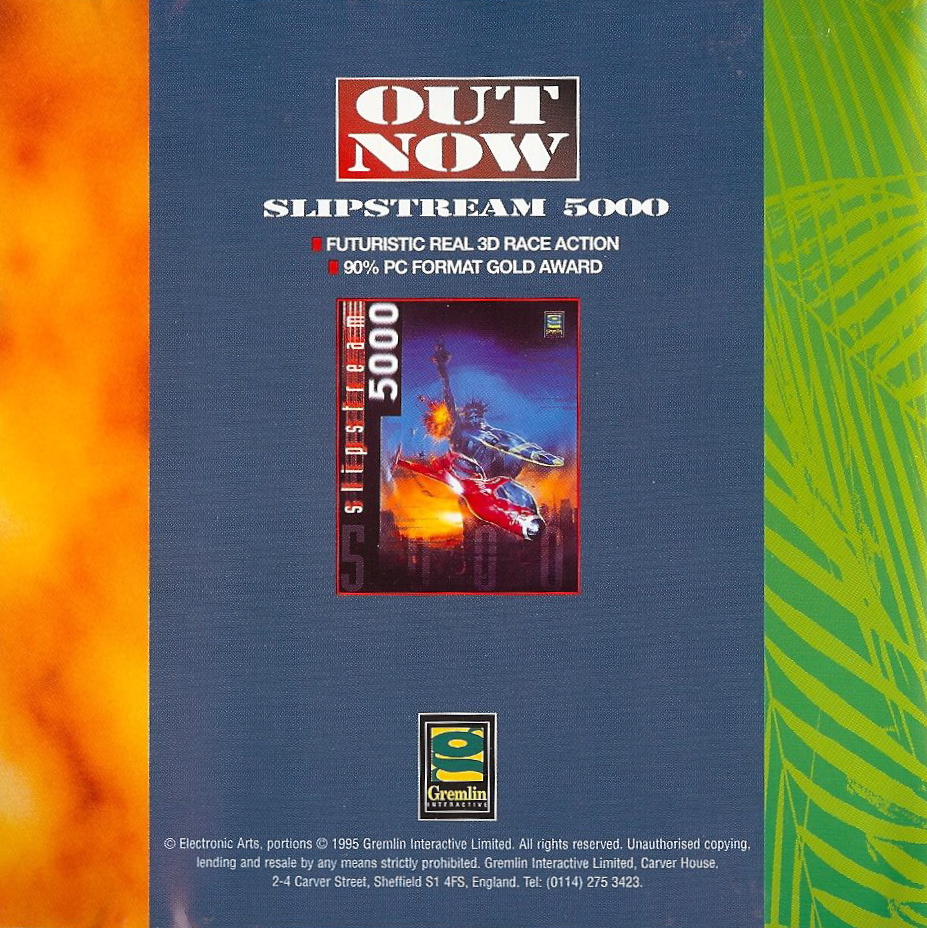 OUT
NOW
SLIPSTREAM 5000
FUTURISTIC REAL 3D RACE ACTION
90% PC FORMAT GOLD AWARD
slipstream
5000
5000
Gremlin
INTERACTIVE
© Electronic Arts, portions © 1995 Gremlin Interactive Limited. All rights reserved. Unauthorised copying,
lending and resale by any means strictly prohibited. Gremlin Interactive Limited, Carver House,
2-4 Carver Street, Sheffield S1 4FS, England. Tel: (0114) 275 3423.